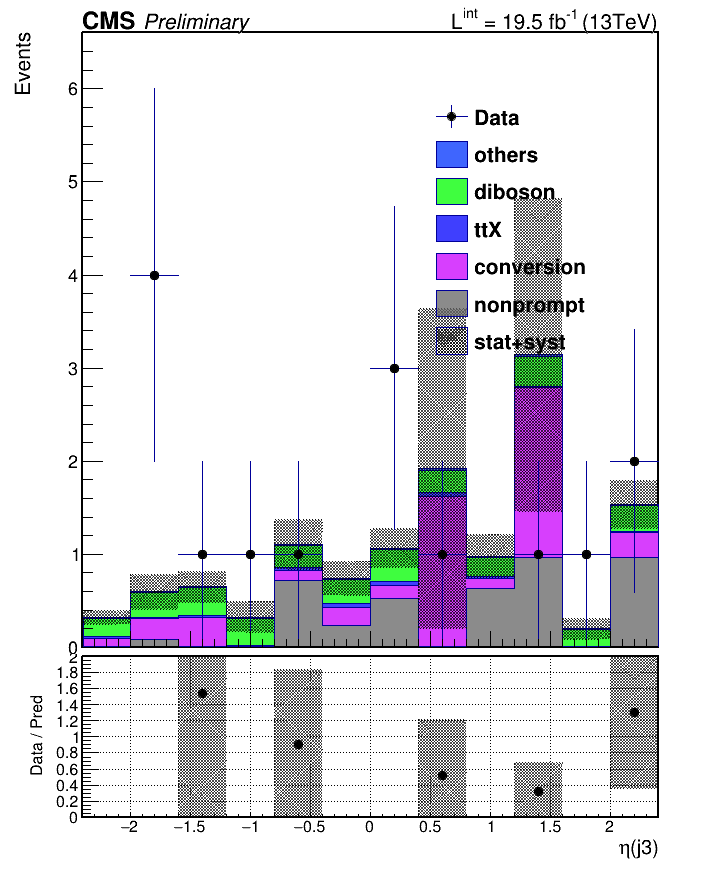 CMS Preliminary L^int = 19.5 fb^-1 (13TeV)
Events
6
5
4
3
2
1
0
Data
others
diboson
ttX
conversion
nonprompt
stat+syst
Data / Pred
2
1.8
1.6
1.4
1.2
1
0.8
0.6
0.4
0.2
0
−2 −1.5 −1 −0.5 0 0.5 1 1.5 2
η(j3)